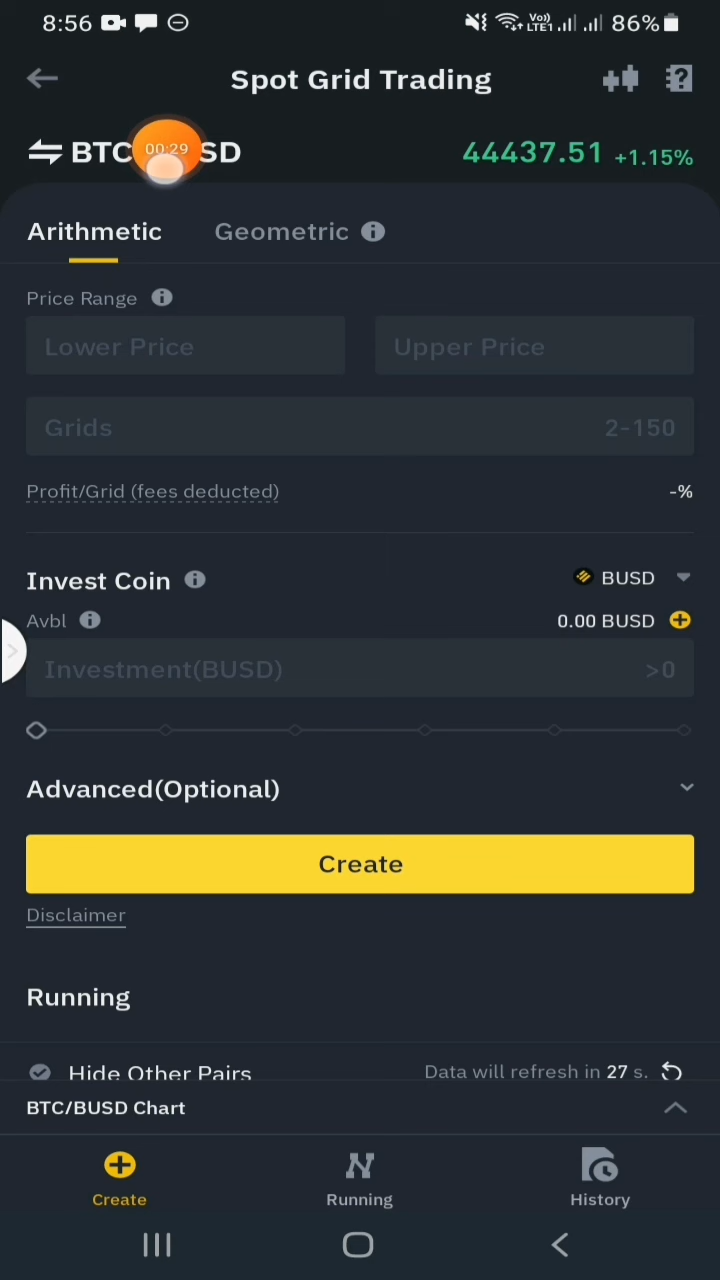 8:56 Vo)) LTE1 86%
Spot Grid Trading
BTC SD 44437.51 +1.15%
00:29
Arithmetic Geometric
Price Range
Lower Price Upper Price
Grids 2-150
Profit/Grid (fees deducted) -%
Invest Coin BUSD
Avbl 0.00 BUSD
Investment(BUSD) >0
Advanced(Optional)
Create
Disclaimer
Running
Hide Other Pairs Data will refresh in 27 s.
BTC/BUSD Chart
Create Running History